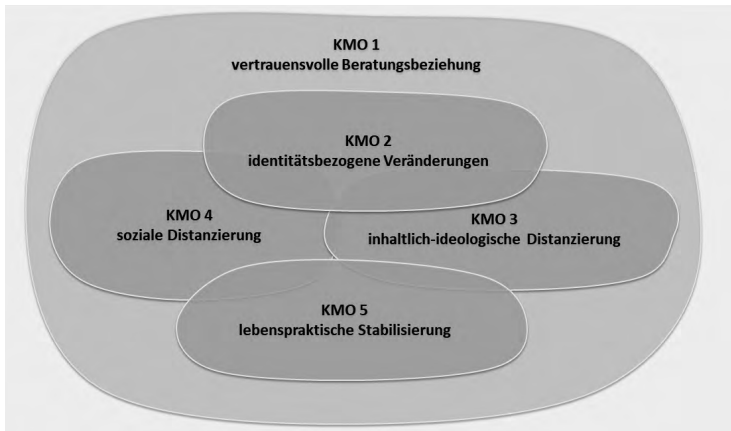 KMO 1
vertrauensvolle Beratungsbeziehung
KMO 2
identitätsbezogene Veränderungen
KMO 4
soziale Distanzierung
KMO 3
inhaltlich-ideologische Distanzierung
KMO 5
lebenspraktische Stabilisierung